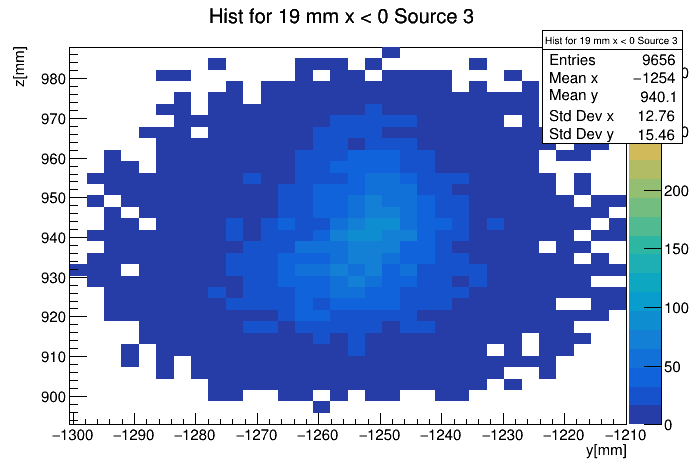 Hist for 19 mm x < 0 Source 3
Hist for 19 mm x < 0 Source 3
Entries 9656
Mean x −1254
Mean y 940.1
Std Dev x 12.76
Std Dev y 15.46
z[mm]
980
970
960
950
940
930
920
910
900
0
0
200
150
100
50
0
−1300 −1290 −1280 −1270 −1260 −1250 −1240 −1230 −1220 −1210
y[mm]